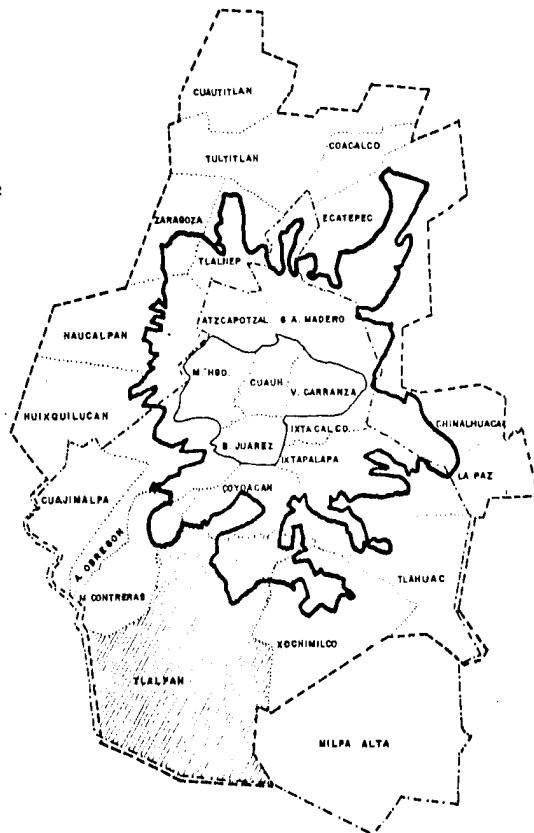 CUAUTITLAN
COACALCO
TULTITLAN
ZARAGOZA
ECATEPEC
TLALNEP
ATZCAPOTZAL
G A. MADERO
NAUCALPAN
M. HGO.
CUAUH
V. CARRANZA
HUIXQUILUCAN
IXTACALCO
CHIMALHUACA
B. JUAREZ
IXTAPALAPA
LA PAZ
COYOACAN
CUAJIMALPA
A. OBREGON
TLAHUAC
M. CONTRERAS
XOCHIMILCO
TLALPAN
MILPA ALTA